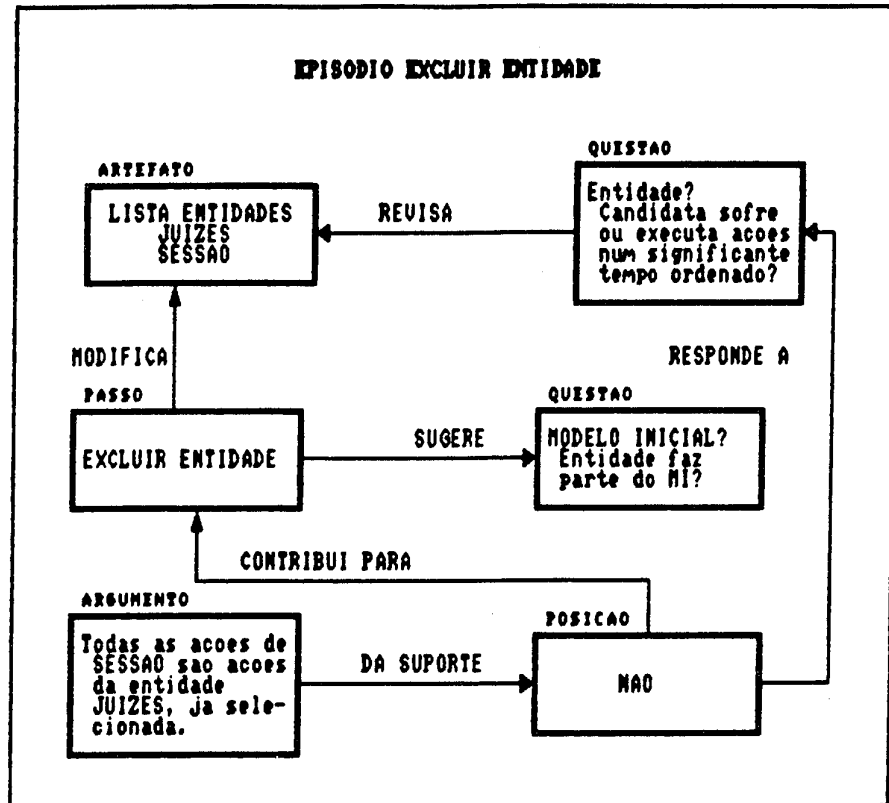 EPISODIO EXCLUIR ENTIDADE
ARTEFATO
LISTA ENTIDADES
JUIZES
SESSAO
REVISA
QUESTAO
Entidade?
Candidata sofre
ou executa acoes
num significante
tempo ordenado?
MODIFICA
RESPONDE A
PASSO
EXCLUIR ENTIDADE
SUGERE
QUESTAO
MODELO INICIAL?
Entidade faz
parte do MI?
CONTRIBUI PARA
ARGUMENTO
Todas as acoes de
SESSAO sao acoes
da entidade
JUIZES, ja sele-
cionada.
DA SUPORTE
POSICAO
NAO